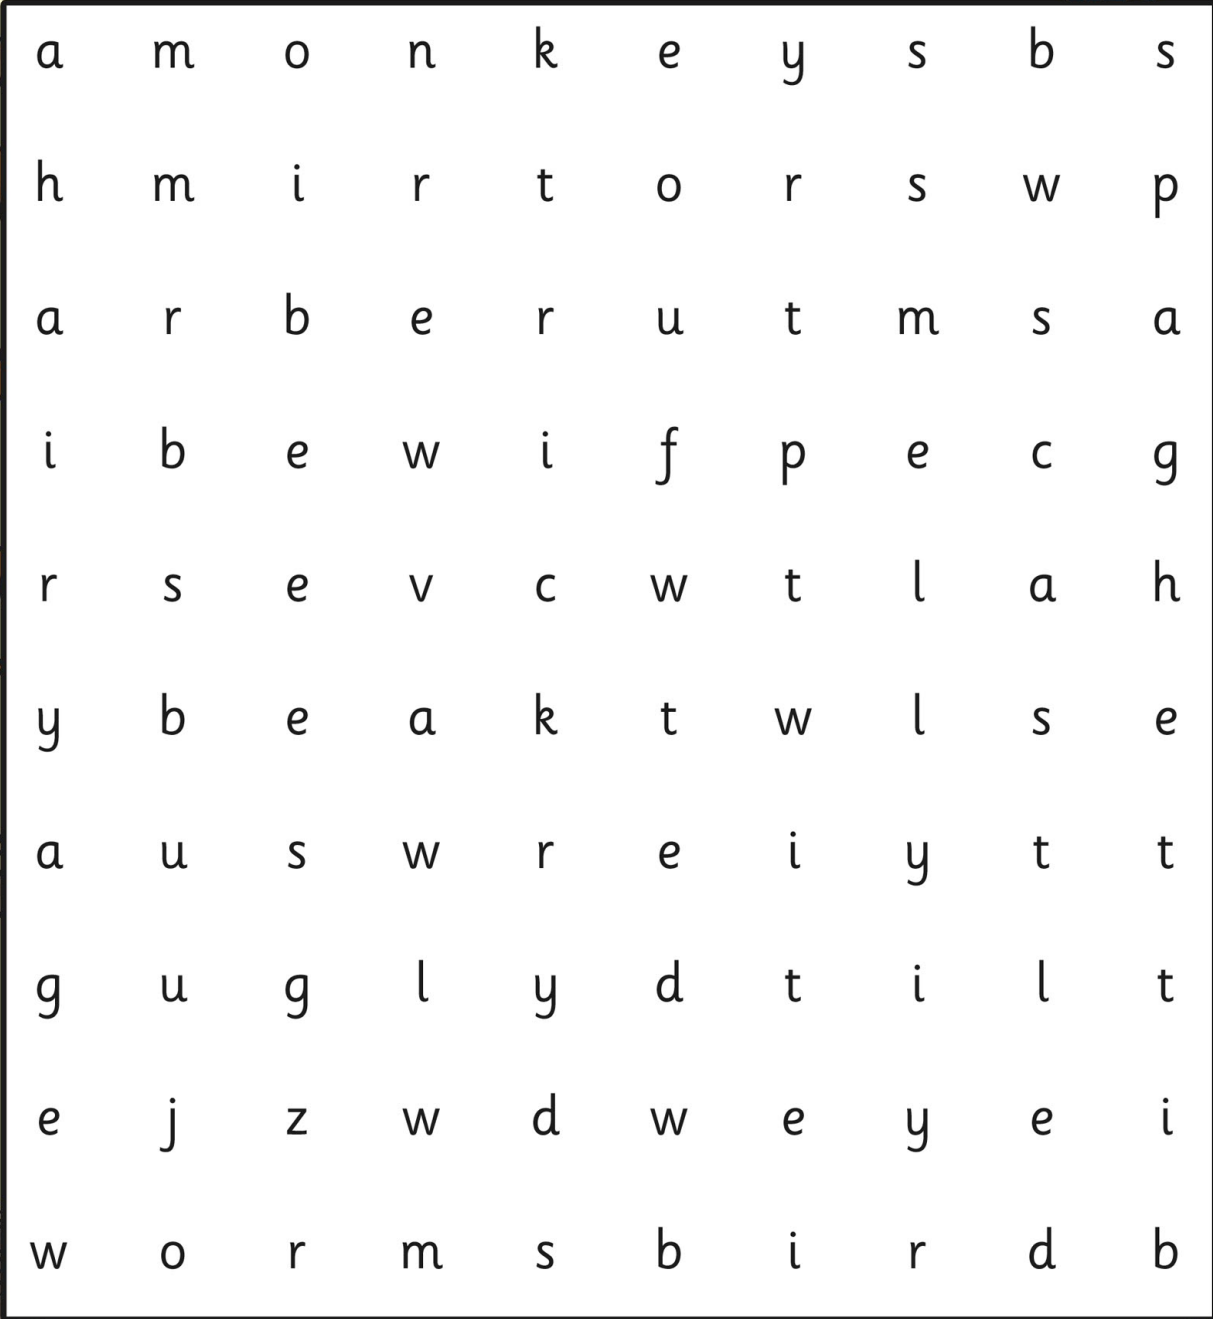 a m o n k e y s b s
h m i r t o r s w p
a r b e r u t m s a
i b e w i f p e c g
r s e v c w t l a h
y b e a k t w l s e
a u s w r e i y t t
g u g l y d t i l t
e j z w d w e y e i
w o r m s b i r d b